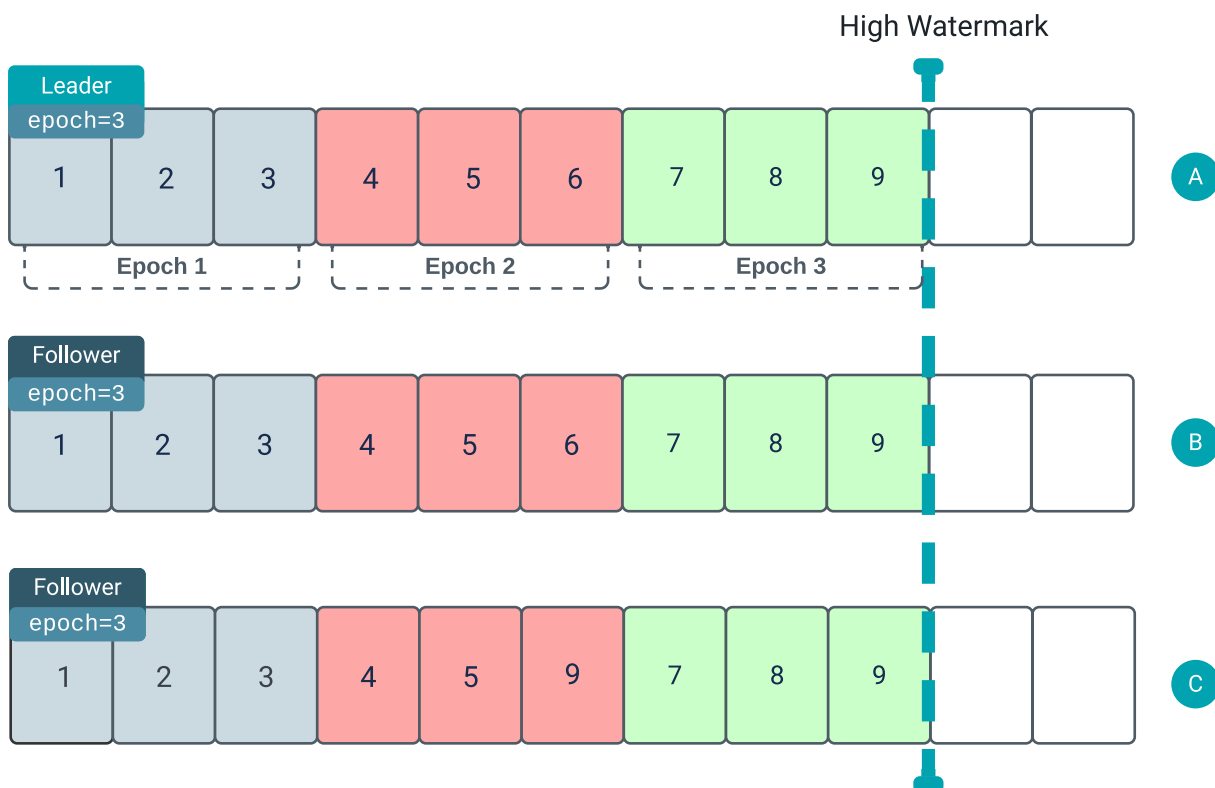 High Watermark
Leader
epoch=3
1 2 3 4 5 6 7 8 9
A
Epoch 1 Epoch 2 Epoch 3
Follower
epoch=3
1 2 3 4 5 6 7 8 9
B
Follower
epoch=3
1 2 3 4 5 9 7 8 9
C